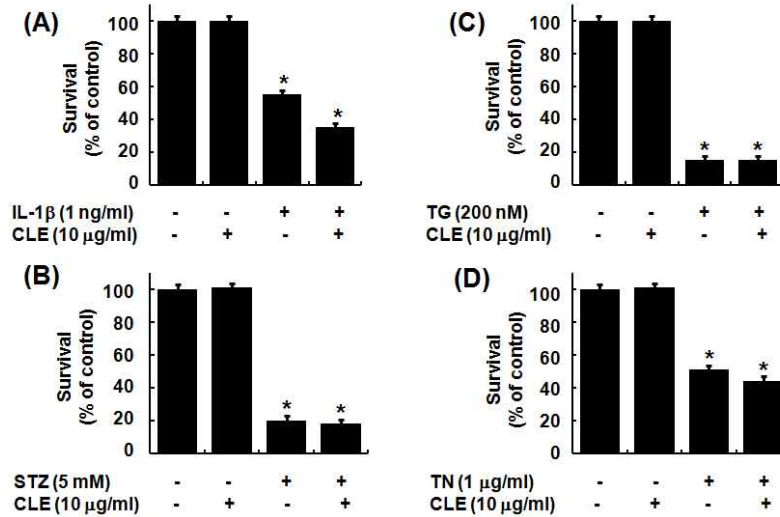 (A)
Survival
(% of control)
100
80
60
40
20
0
* *
IL-1β (1 ng/ml) - - + +
CLE (10 μg/ml) - + - +
(B)
Survival
(% of control)
100
80
60
40
20
0
* *
STZ (5 mM) - - + +
CLE (10 μg/ml) - + - +
(C)
Survival
(% of control)
100
80
60
40
20
0
* *
TG (200 nM) - - + +
CLE (10 μg/ml) - + - +
(D)
Survival
(% of control)
100
80
60
40
20
0
* *
TN (1 μg/ml) - - + +
CLE (10 μg/ml) - + - +